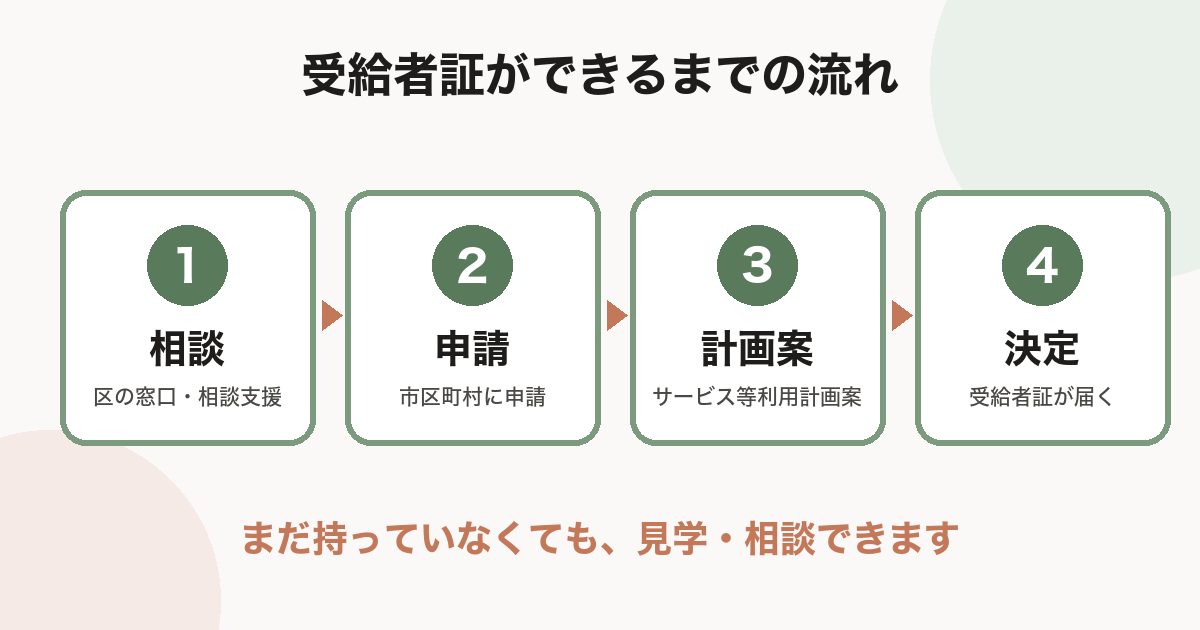 受給者証ができるまでの流れ
1
相談
区の窓口・相談支援
2
申請
市区町村に申請
3
計画案
サービス等利用計画案
4
決定
受給者証が届く
まだ持っていなくても、見学・相談できます